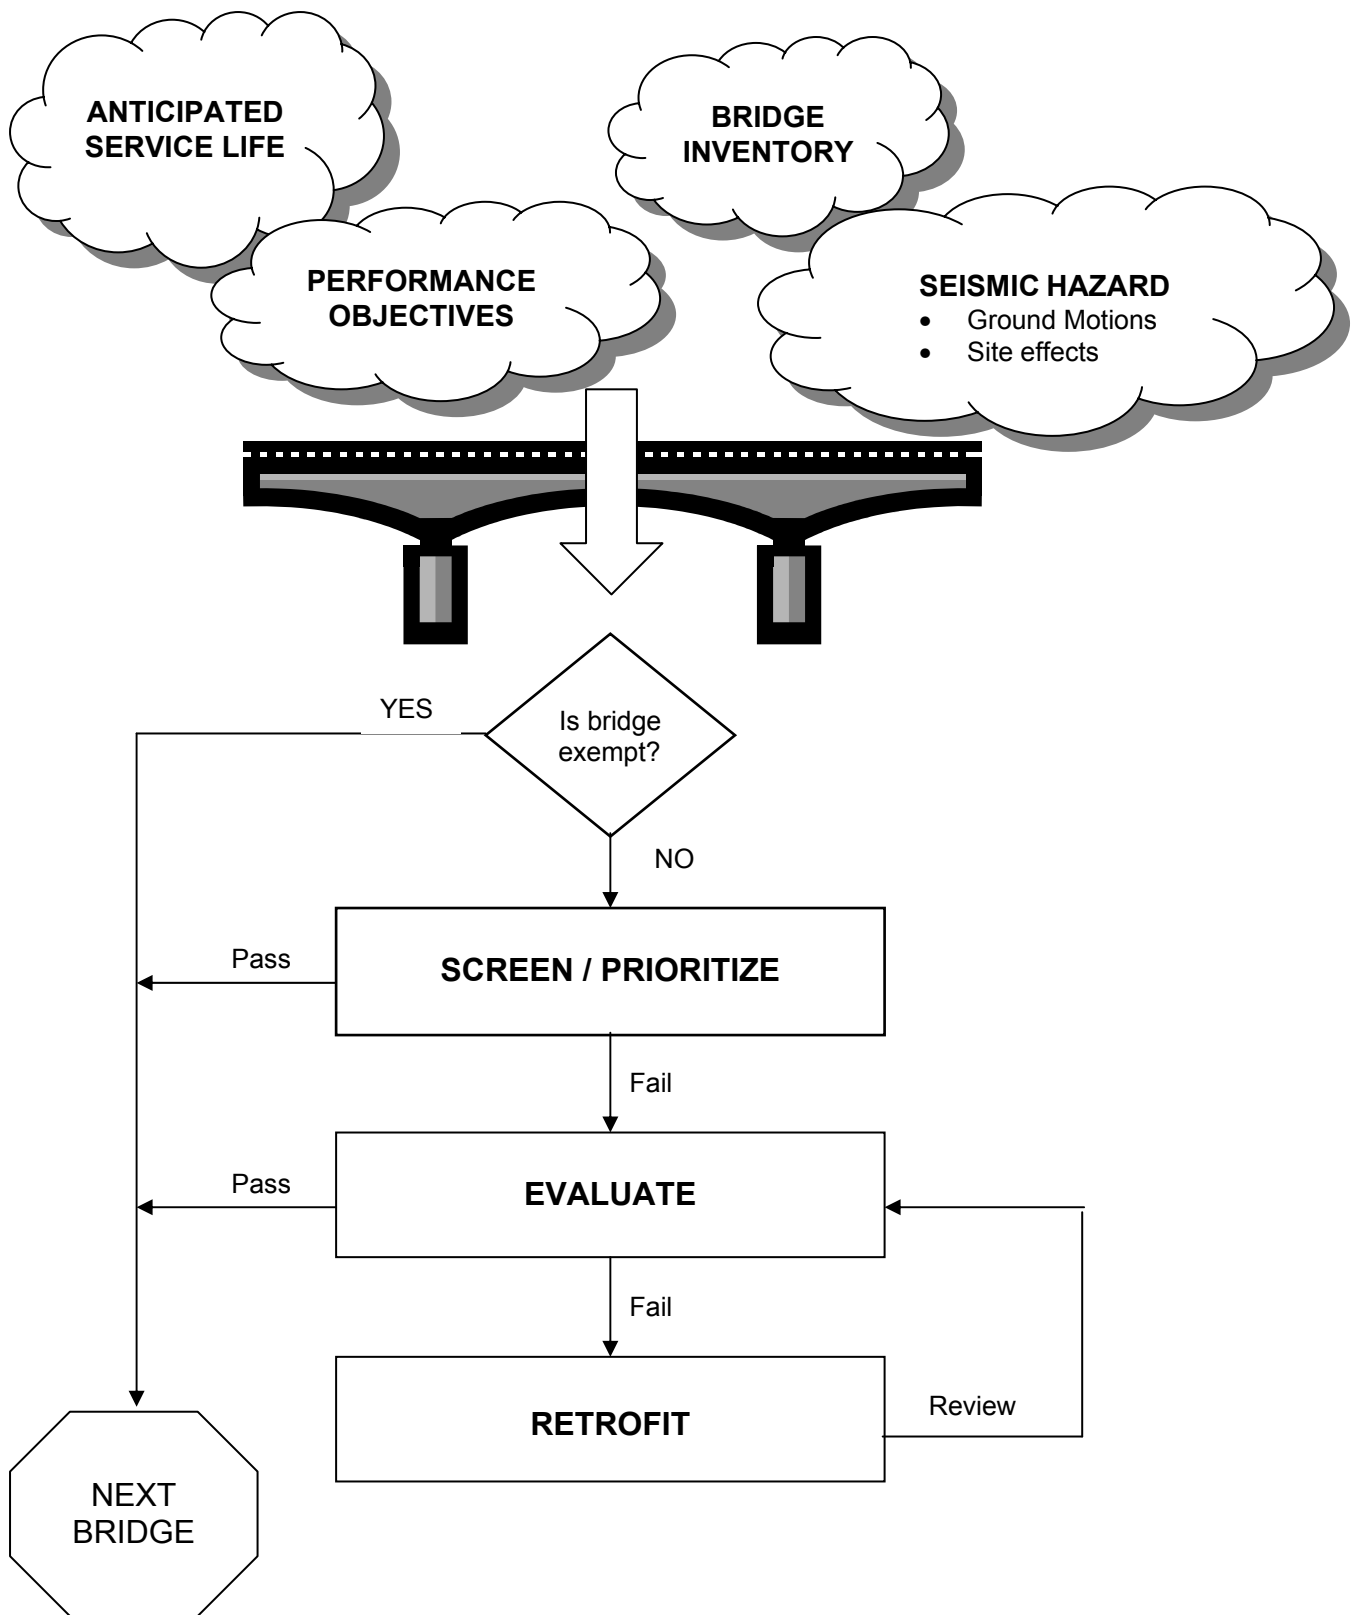 ANTICIPATED
SERVICE LIFE
BRIDGE
INVENTORY
PERFORMANCE
OBJECTIVES
SEISMIC HAZARD
• Ground Motions
• Site effects
YES
Is bridge
exempt?
NO
Pass
SCREEN / PRIORITIZE
Fail
Pass
EVALUATE
Fail
RETROFIT
Review
NEXT
BRIDGE